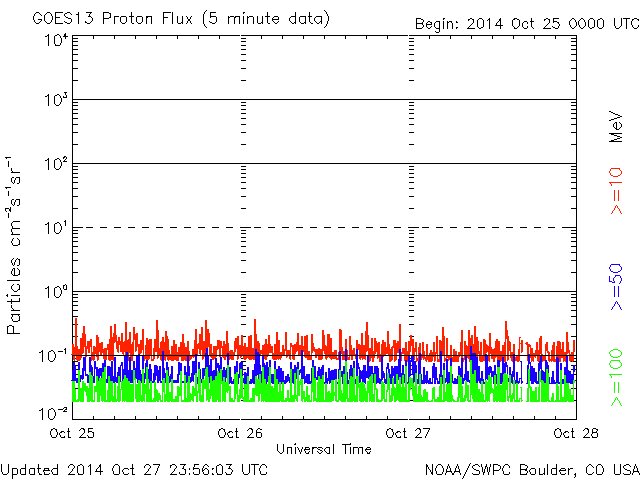 GOES13 Proton Flux (5 minute data)
Begin: 2014 Oct 25 0000 UTC
10⁴
10³
10²
10¹
10⁰
10⁻¹
10⁻²
Particles cm⁻²s⁻¹sr⁻¹
MeV
>=10
>=50
>=100
Oct 25
Oct 26
Oct 27
Oct 28
Universal Time
Updated 2014 Oct 27 23:56:03 UTC
NOAA/SWPC Boulder, CO USA